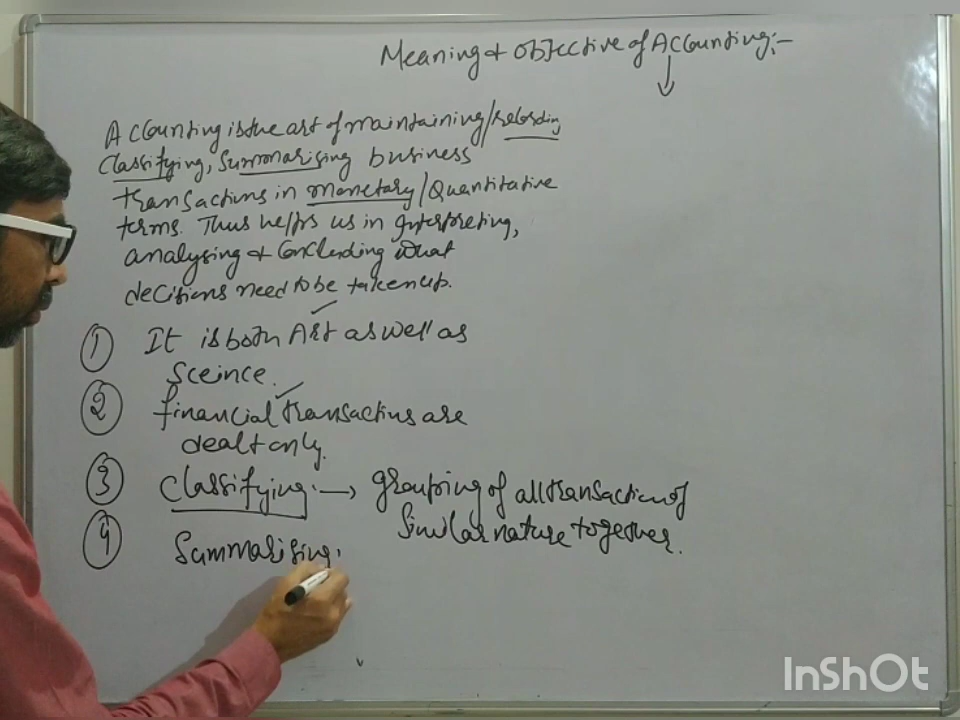 Meaning & Objective of Accounting:-
Accounting is the art of maintaining/recording
Classifying, Summarising business
transactions in monetary/Quantitative
terms. Thus helps us in Interpreting,
analysing & Concluding what
decisions need to be taken up.
① It is both Art as well as
Sceince.
② financial transactions are
dealt only.
③ Classifying:→ grouping of all transaction of
Similar nature together.
④ Summarising:
InShOt